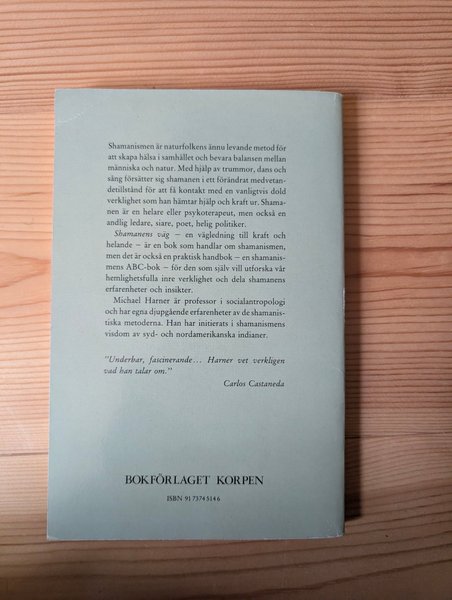 Shamanismen är naturfolkens ännu levande metod för
att skapa hälsa i samhället och bevara balansen mellan
människa och natur. Med hjälp av trummor, dans och
sång försätter sig shamanen i ett förändrat medvetan-
detillstånd för att få kontakt med en vanligtvis dold
verklighet som han hämtar hjälp och kraft ur. Shama-
nen är en helare eller psykoterapeut, men också en
andlig ledare, siare, poet, helig politiker.
Shamanens väg – en vägledning till kraft och
helande – är en bok som handlar om shamanismen,
men det är också en praktisk handbok – en shamanis-
mens ABC-bok – för den som själv vill utforska vår
hemlighetsfulla inre verklighet och dela shamanens
erfarenheter och insikter.
Michael Harner är professor i socialantropologi
och har egna djupgående erfarenheter av de shamanis-
tiska metoderna. Han har initierats i shamanismens
visdom av syd- och nordamerikanska indianer.
"Underbar, fascinerande... Harner vet verkligen
vad han talar om."
Carlos Castaneda
BOKFÖRLAGET KORPEN
ISBN 91 7374 514 6